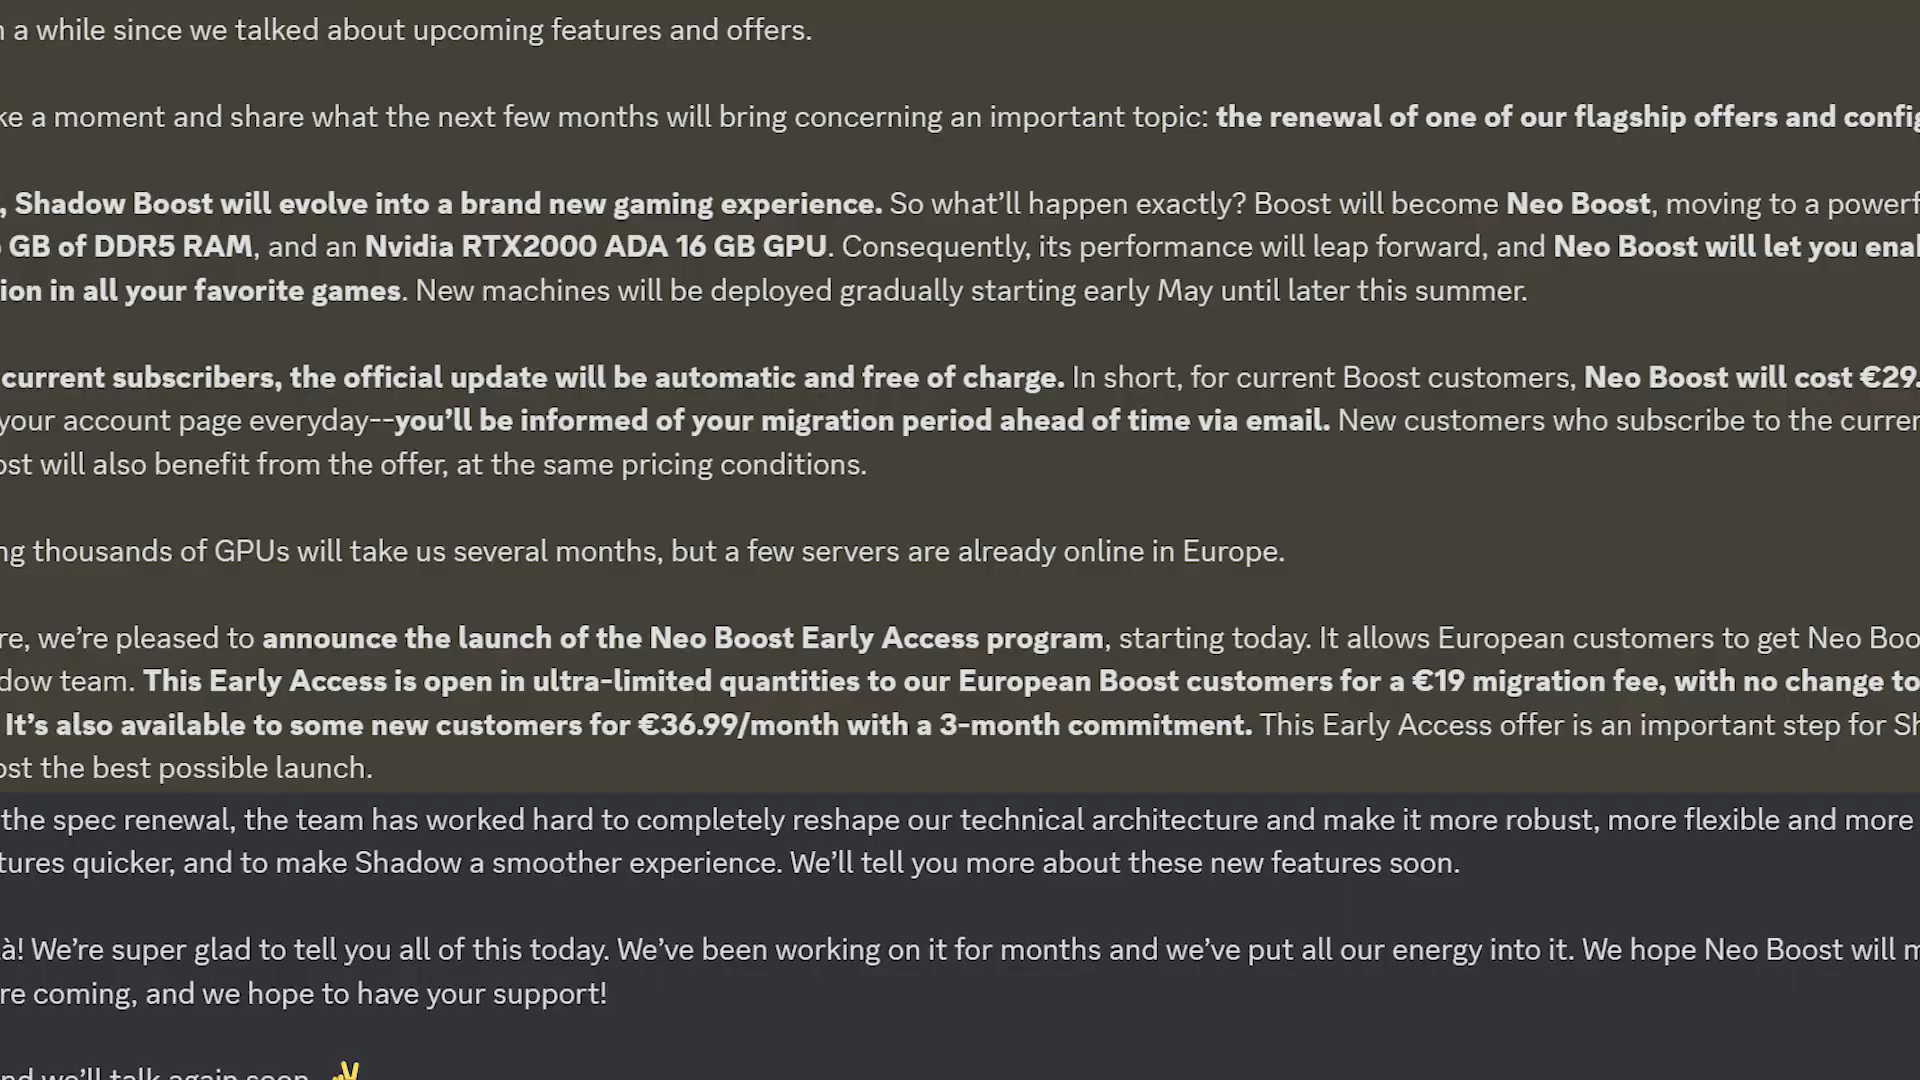 a while since we talked about upcoming features and offers.
a moment and share what the next few months will bring concerning an important topic: the renewal of one of our flagship offers and
, Shadow Boost will evolve into a brand new gaming experience. So what’ll happen exactly? Boost will become Neo Boost, moving to a
GB of DDR5 RAM, and an Nvidia RTX2000 ADA 16 GB GPU. Consequently, its performance will leap forward, and Neo Boost will let you
in all your favorite games. New machines will be deployed gradually starting early May until later this summer.
current subscribers, the official update will be automatic and free of charge. In short, for current Boost customers, Neo Boost will cost €29.
your account page everyday--you’ll be informed of your migration period ahead of time via email. New customers who subscribe to the
will also benefit from the offer, at the same pricing conditions.
thousands of GPUs will take us several months, but a few servers are already online in Europe.
we’re pleased to announce the launch of the Neo Boost Early Access program, starting today. It allows European customers to get Neo
team. This Early Access is open in ultra-limited quantities to our European Boost customers for a €19 migration fee, with no change to
It’s also available to some new customers for €36.99/month with a 3-month commitment. This Early Access offer is an important step for
the best possible launch.
the spec renewal, the team has worked hard to completely reshape our technical architecture and make it more robust, more flexible and more
quicker, and to make Shadow a smoother experience. We’ll tell you more about these new features soon.
We’re super glad to tell you all of this today. We’ve been working on it for months and we’ve put all our energy into it. We hope Neo Boost will
coming, and we hope to have your support!
we’ll talk again soon